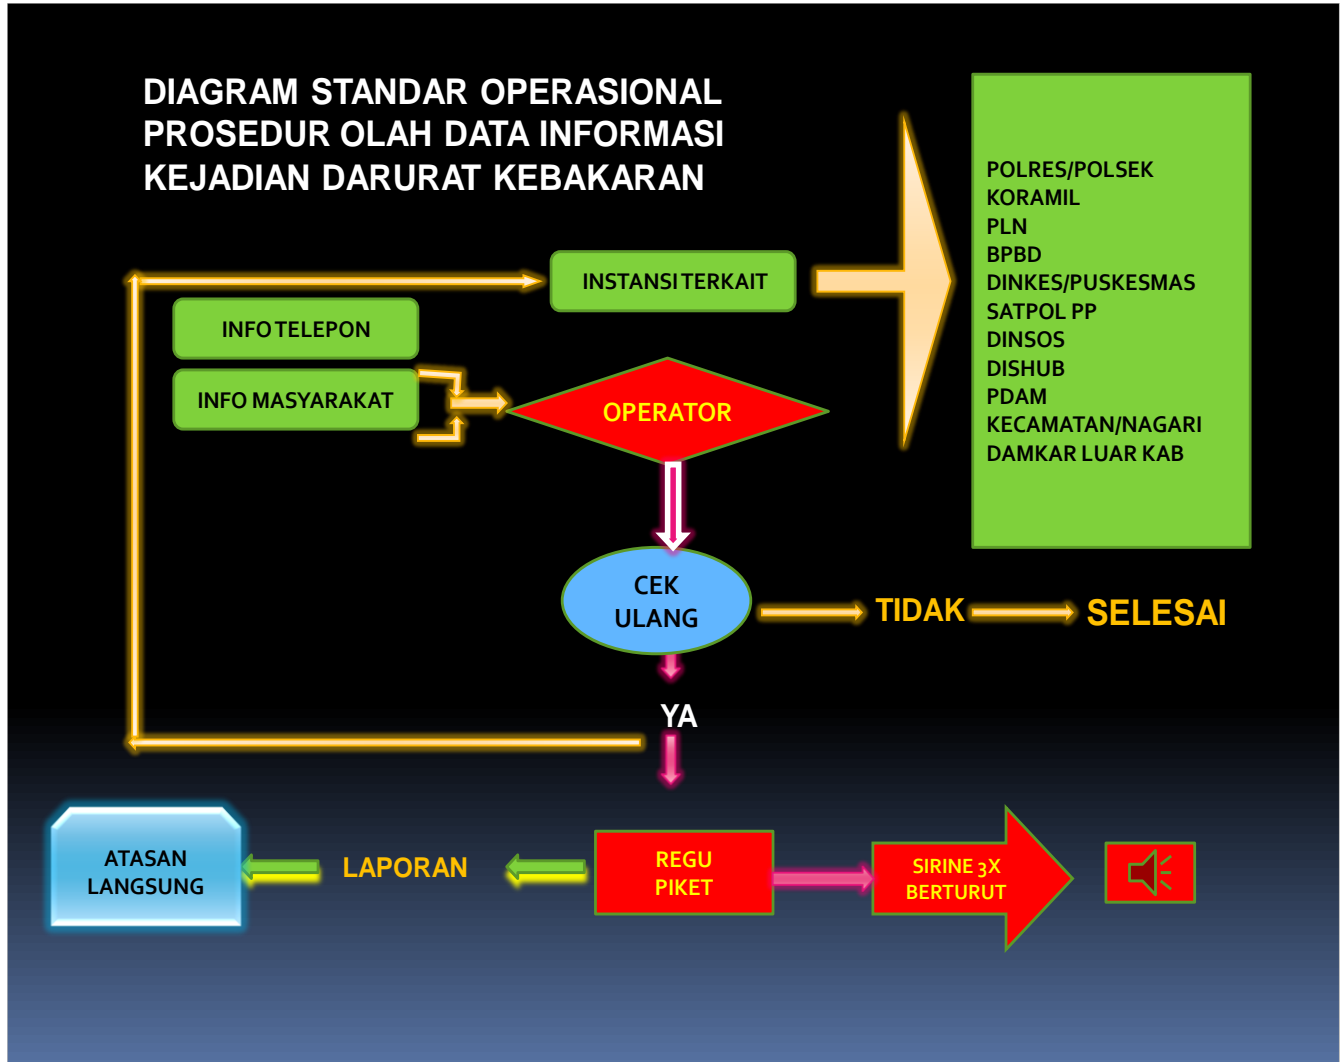 DIAGRAM STANDAR OPERASIONAL
PROSEDUR OLAH DATA INFORMASI
KEJADIAN DARURAT KEBAKARAN
POLRES/POLSEK
KORAMIL
PLN
BPBD
DINKES/PUSKESMAS
SATPOL PP
DINSOS
DISHUB
PDAM
KECAMATAN/NAGARI
DAMKAR LUAR KAB
INSTANSI TERKAIT
INFO TELEPON
INFO MASYARAKAT
OPERATOR
CEK
ULANG
TIDAK
SELESAI
YA
ATASAN
LANGSUNG
LAPORAN
REGU
PIKET
SIRINE 3X
BERTURUT